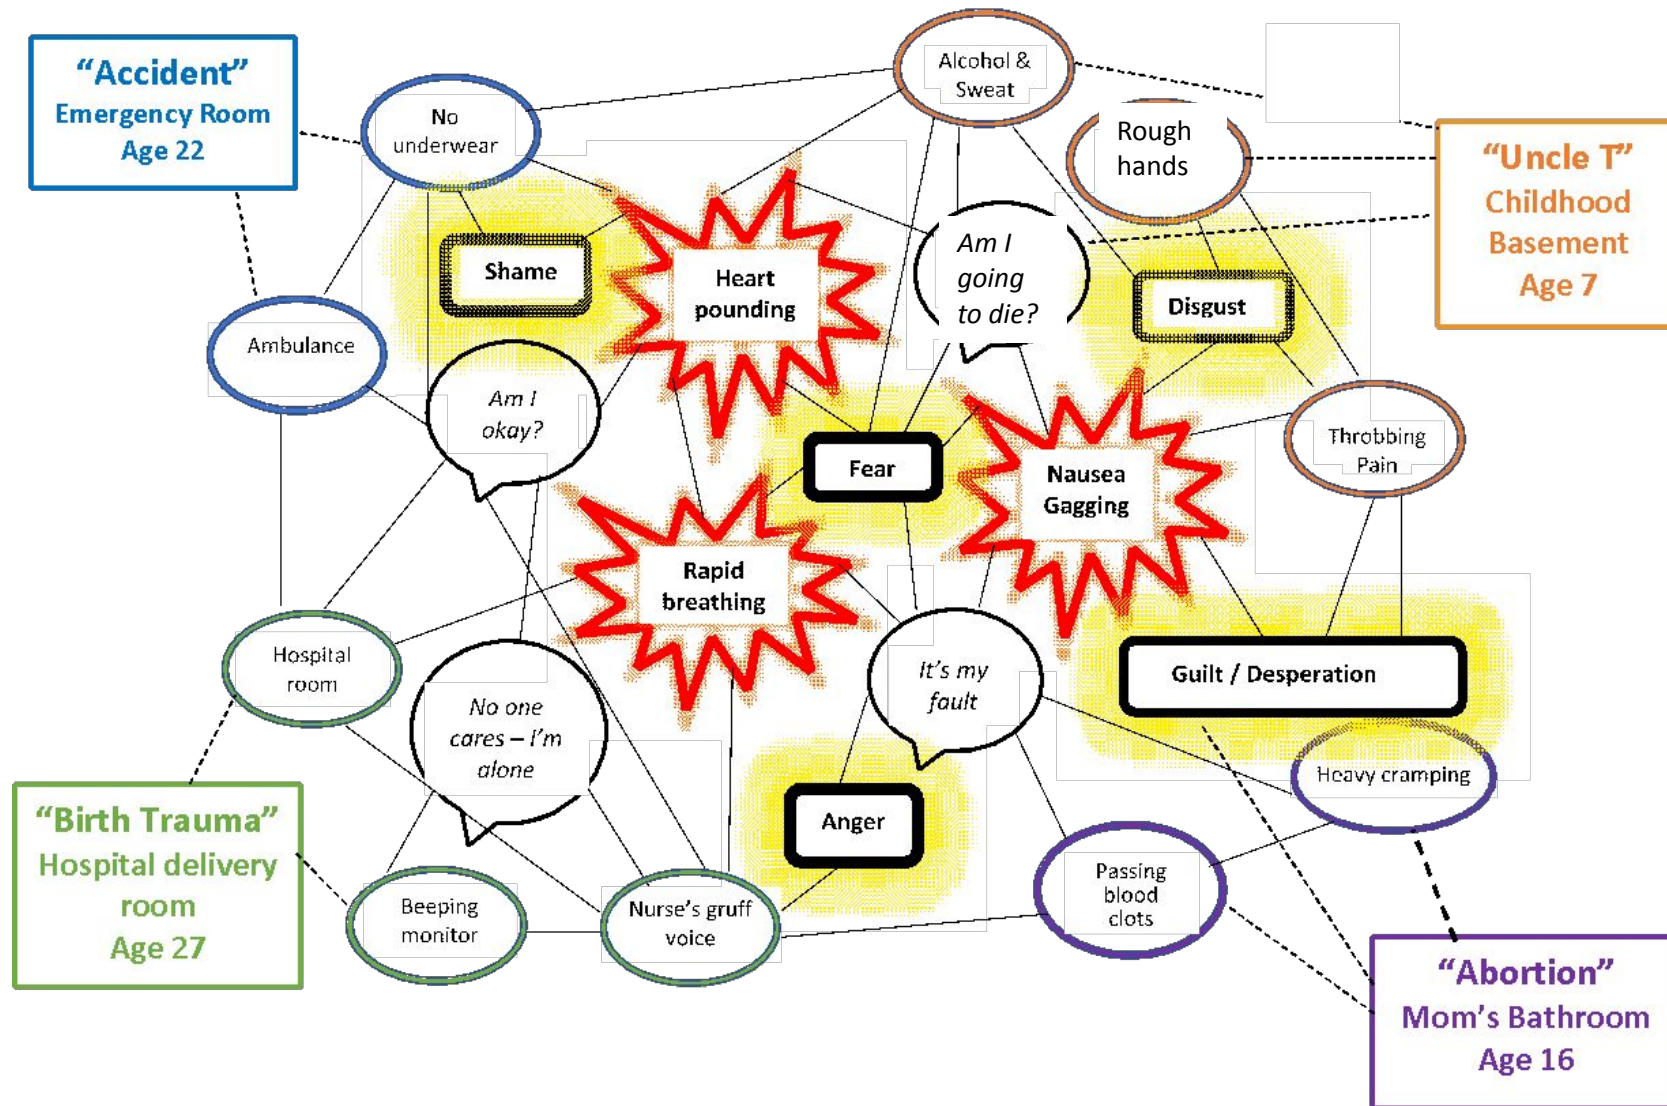 “Accident”
Emergency Room
Age 22
No
underwear
Alcohol &
Sweat
Rough
hands
“Uncle T”
Childhood
Basement
Age 7
Shame
Heart
pounding
Am I
going
to die?
Disgust
Ambulance
Am I
okay?
Fear
Nausea
Gagging
Throbbing
Pain
Rapid
breathing
Hospital
room
No one
cares – I’m
alone
It’s my
fault
Guilt / Desperation
Heavy cramping
“Birth Trauma”
Hospital delivery
room
Age 27
Beeping
monitor
Nurse’s gruff
voice
Anger
Passing
blood
clots
“Abortion”
Mom’s Bathroom
Age 16